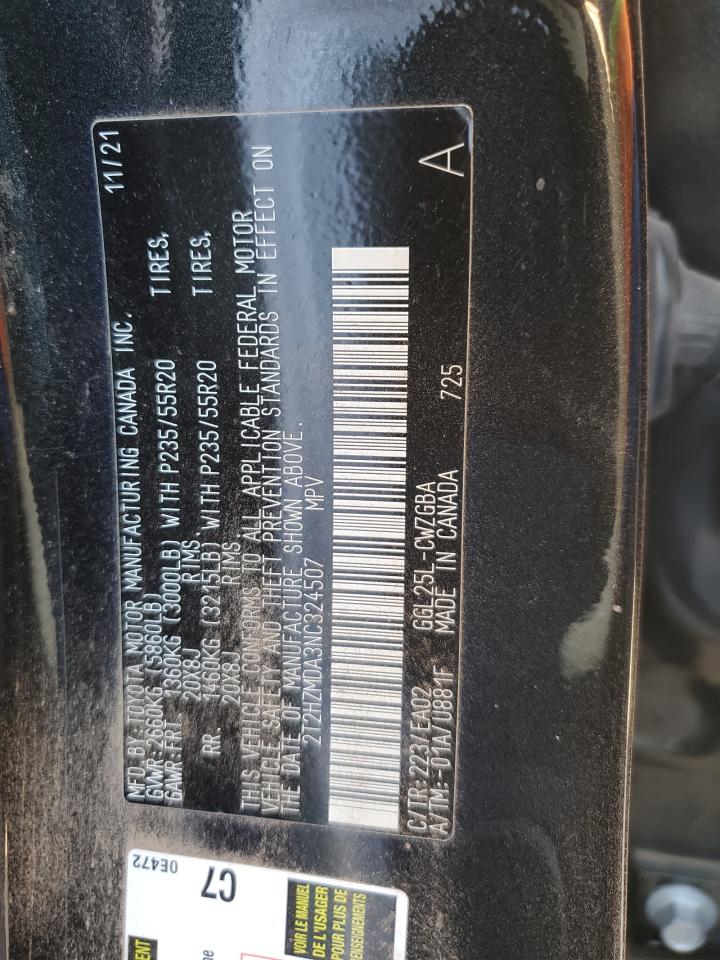 MFD BY: TOYOTA MOTOR MANUFACTURING CANADA INC. 11/21
GVWR 2660KG (5860LB)
GAWR FRT 1360KG (3000LB) WITH P235/55R20 TIRES,
20X8J RIMS
RR 1460KG (3215LB) WITH P235/55R20 TIRES,
20X8J RIMS
THIS VEHICLE CONFORMS TO ALL APPLICABLE FEDERAL MOTOR
VEHICLE SAFETY AND THEFT PREVENTION STANDARDS IN EFFECT ON
THE DATE OF MANUFACTURE SHOWN ABOVE.
2T2HZMDA3NC324507 MPV
C/TR:223/EA02 GGL25L-CWZGBA
A/TM:-01A/U881F MADE IN CANADA 725 A
0E472
C7
VOIR LE MANUEL
DE L'USAGER
POUR PLUS DE
RENSEIGNEMENTS